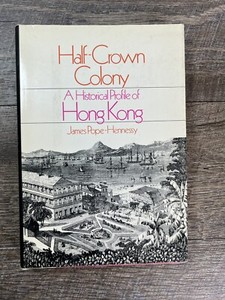 Half-Crown
Colony
A Historical Profile of
Hong Kong
James Pope-Hennessy